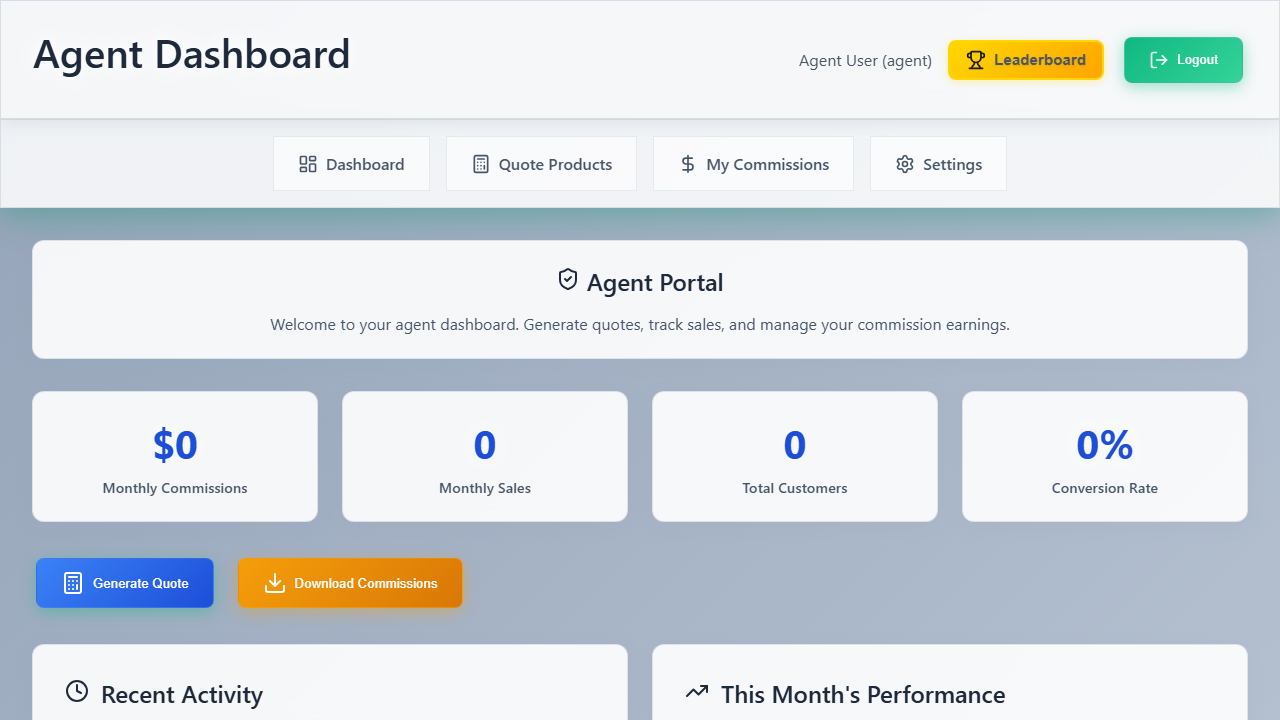 Agent Dashboard
Agent User (agent)
Leaderboard
Logout
Dashboard
Quote Products
My Commissions
Settings
Agent Portal
Welcome to your agent dashboard. Generate quotes, track sales, and manage your commission earnings.
$0
Monthly Commissions
0
Monthly Sales
0
Total Customers
0%
Conversion Rate
Generate Quote
Download Commissions
Recent Activity
This Month's Performance